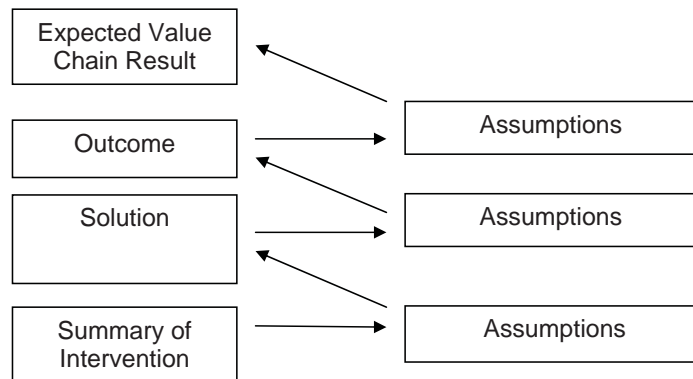 Expected Value
Chain Result
Assumptions
Outcome
Assumptions
Solution
Assumptions
Summary of
Intervention